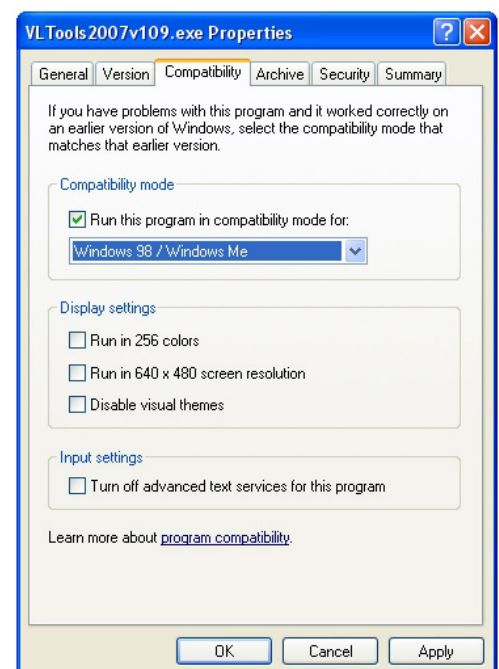 VLTools2007v109.exe Properties
General Version Compatibility Archive Security Summary
If you have problems with this program and it worked correctly on
an earlier version of Windows, select the compatibility mode that
matches that earlier version.
Compatibility mode
Run this program in compatibility mode for:
Windows 98 / Windows Me
Display settings
Run in 256 colors
Run in 640 x 480 screen resolution
Disable visual themes
Input settings
Turn off advanced text services for this program
Learn more about program compatibility.
OK Cancel Apply